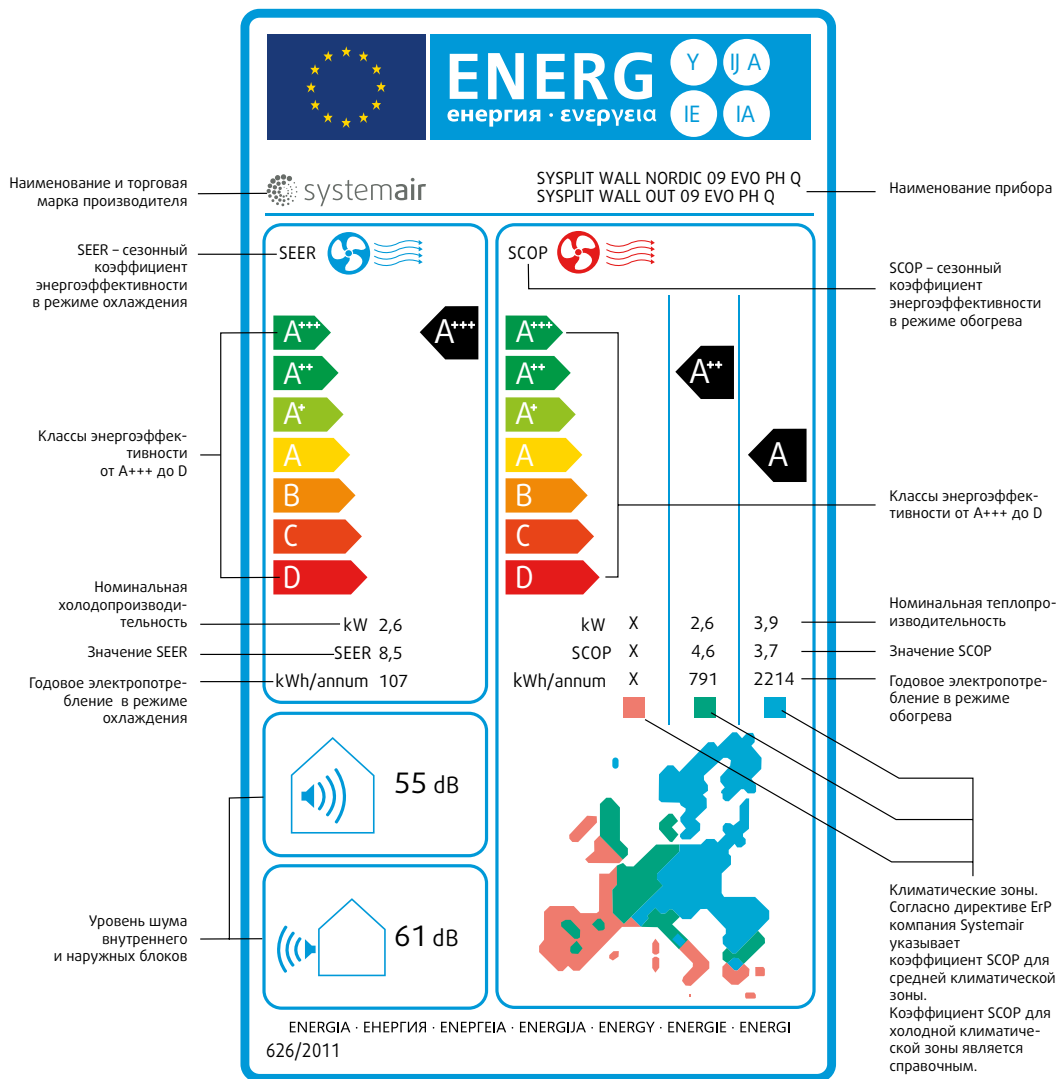 ENERG
енергия · ενεργεια
Y
IJ A
IE
IA
Наименование и торговая
марка производителя
systemair
SYSPLIT WALL NORDIC 09 EVO PH Q
SYSPLIT WALL OUT 09 EVO PH Q
Наименование прибора
SEER – сезонный
коэффициент
энергоэффективности
в режиме охлаждения
SEER
SCOP
SCOP – сезонный
коэффициент
энергоэффективности
в режиме обогрева
A+++
A++
A+
A
B
C
D
A+++
A+++
A++
A+
A
B
C
D
A++
A
Классы энергоэффек-
тивности
от А+++ до D
Классы энергоэффек-
тивности от А+++ до D
Номинальная
холодопроизводи-
тельность
kW 2,6
Значение SEER
SEER 8,5
Годовое электропотре-
бление в режиме
охлаждения
kWh/annum 107
kW X 2,6 3,9
SCOP X 4,6 3,7
kWh/annum X 791 2214
Номинальная теплопро-
изводительность
Значение SCOP
Годовое электропотре-
бление в режиме
обогрева
55 dB
61 dB
Уровень шума
внутреннего
и наружных блоков
Климатические зоны.
Согласно директиве ErP
компания Systemair
указывает
коэффициент SCOP для
средней климатической
зоны.
Коэффициент SCOP для
холодной климатиче-
ской зоны является
справочным.
ENERGIA · ЕНЕРГИЯ · ΕΝΕΡΓΕΙΑ · ENERGIJA · ENERGY · ENERGIE · ENERGI
626/2011